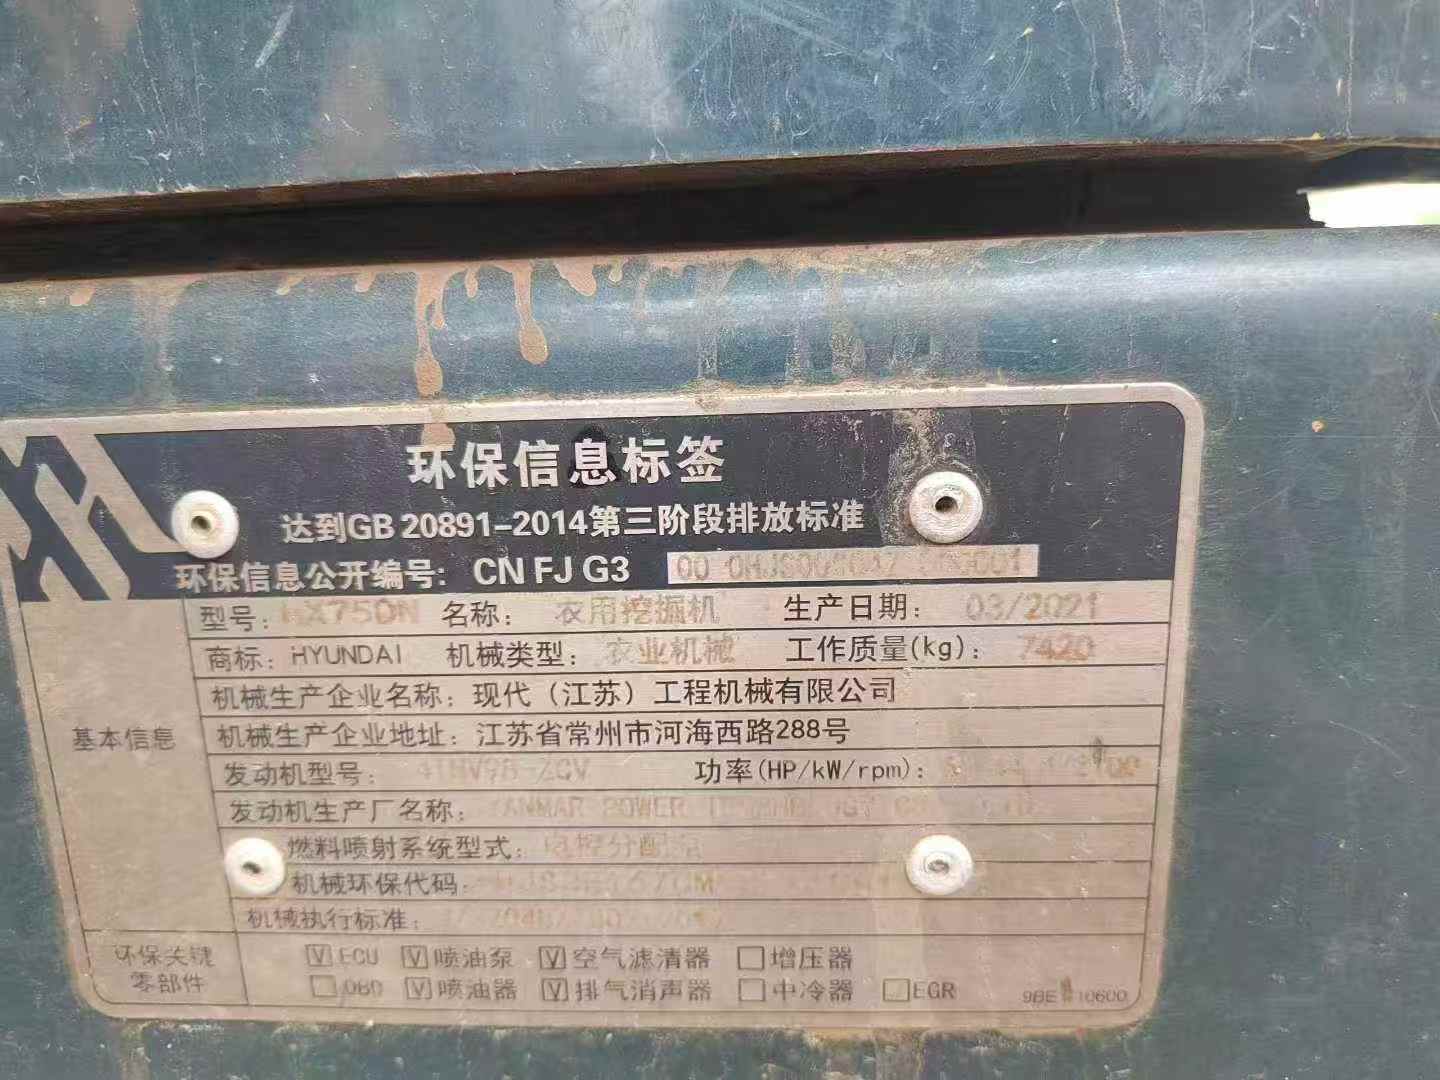 环保信息标签
达到GB 20891-2014第三阶段排放标准
环保信息公开编号: CN FJ G3
型号: HX75DN 名称: 农用挖掘机 生产日期: 03/2021
商标: HYUNDAI 机械类型: 农业机械 工作质量(kg): 7420
机械生产企业名称: 现代（江苏）工程机械有限公司
基本信息
机械生产企业地址: 江苏省常州市河海西路288号
发动机型号: 功率(HP/kW/rpm):
发动机生产厂名称: YANMAR POWER
燃料喷射系统型式: 电控分配泵
机械环保代码:
机械执行标准:
环保关键零部件
V ECU V 喷油泵 V 空气滤清器 增压器
OBD V 喷油器 V 排气消声器 中冷器 EGR